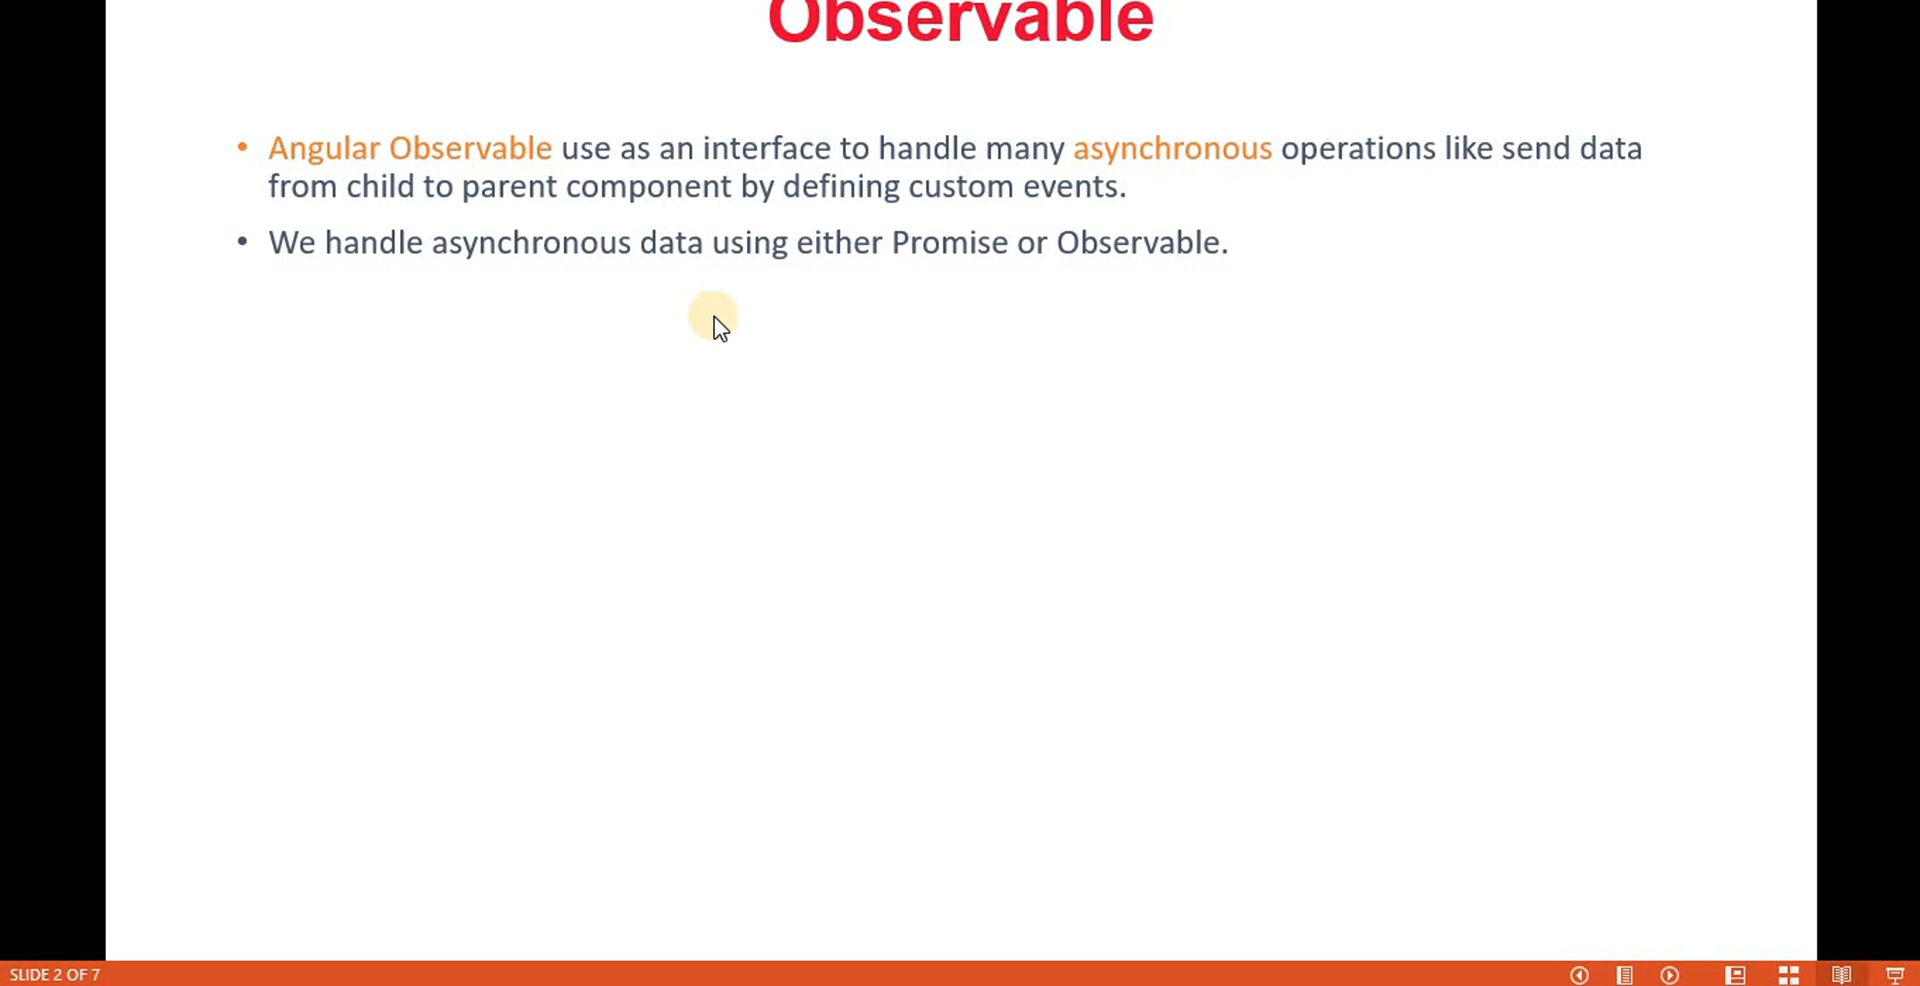 Observable
• Angular Observable use as an interface to handle many asynchronous operations like send data
from child to parent component by defining custom events.
• We handle asynchronous data using either Promise or Observable.
SLIDE 2 OF 7